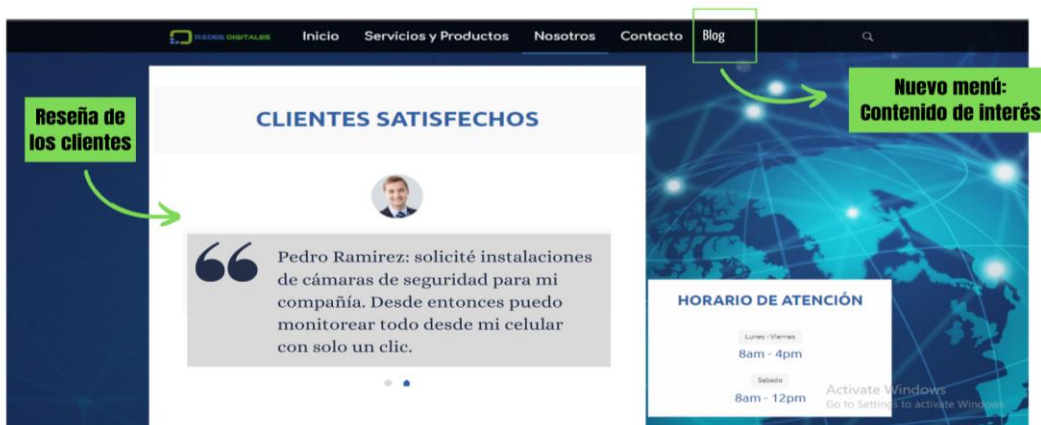 REDES DIGITALES
Inicio Servicios y Productos Nosotros Contacto Blog
Nuevo menú:
Contenido de interés
Reseña de
los clientes
CLIENTES SATISFECHOS
“
Pedro Ramirez: solicité instalaciones
de cámaras de seguridad para mi
compañía. Desde entonces puedo
monitorear todo desde mi celular
con solo un clic.
HORARIO DE ATENCIÓN
Lunes - Viernes
8am - 4pm
Sabado
8am - 12pm
Activate Windows
Go to Settings to activate Windows.